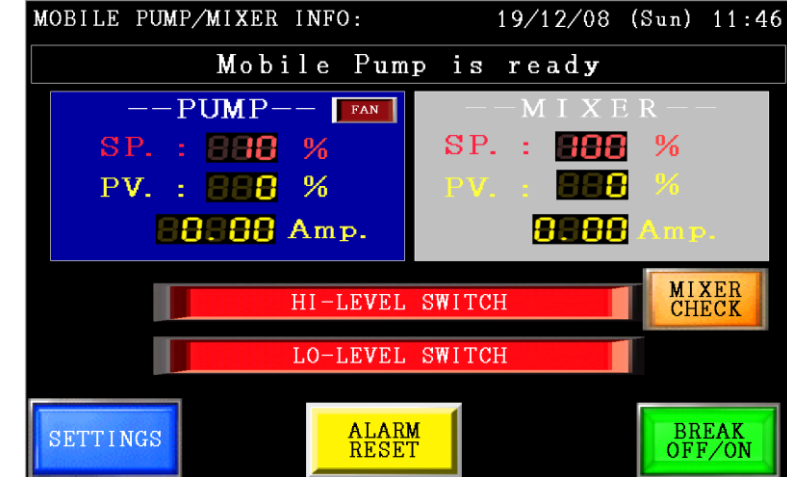 MOBILE PUMP/MIXER INFO: 19/12/08 (Sun) 11:46
Mobile Pump is ready
--PUMP-- FAN
SP. : 10 %
PV. : 0 %
0.00 Amp.
--MIXER--
SP. : 100 %
PV. : 0 %
0.00 Amp.
HI-LEVEL SWITCH
MIXER
CHECK
LO-LEVEL SWITCH
SETTINGS
ALARM
RESET
BREAK
OFF/ON